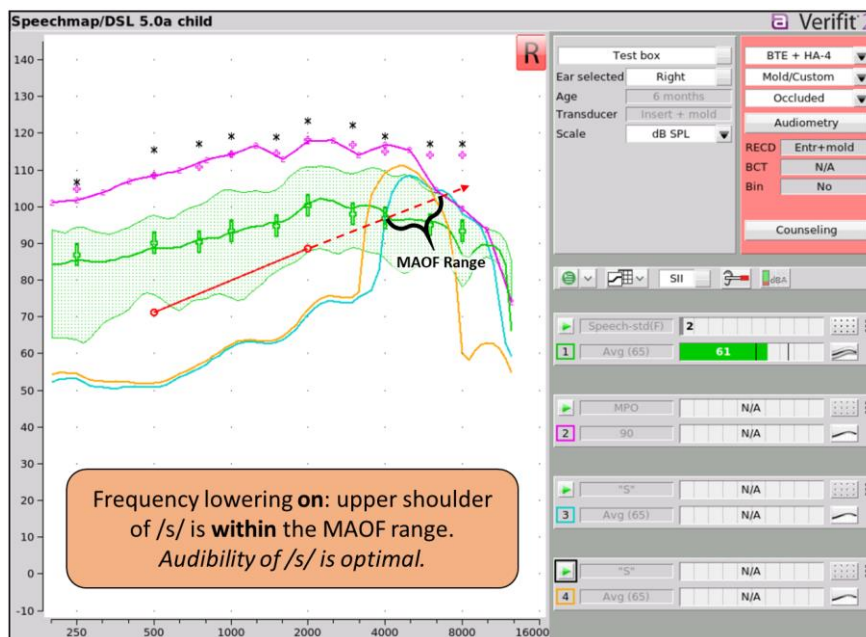 Speechmap/DSL 5.0a child
a Verifit
140
130
120
110
100
90
80
70
60
50
40
30
20
10
0
-10
R
MAOF Range
Frequency lowering on: upper shoulder
of /s/ is within the MAOF range.
Audibility of /s/ is optimal.
250 500 1000 2000 4000 8000 16000
Test box
Ear selected Right
Age 6 months
Transducer Insert + mold
Scale dB SPL
BTE + HA-4
Mold/Custom
Occluded
Audiometry
RECD Entr+mold
BCT N/A
Bin No
Counseling
SII dBA
Speech-std(F) 2
1 Avg (65) 61
MPO N/A
2 90 N/A
"S" N/A
3 Avg (65) N/A
"S" N/A
4 Avg (65) N/A